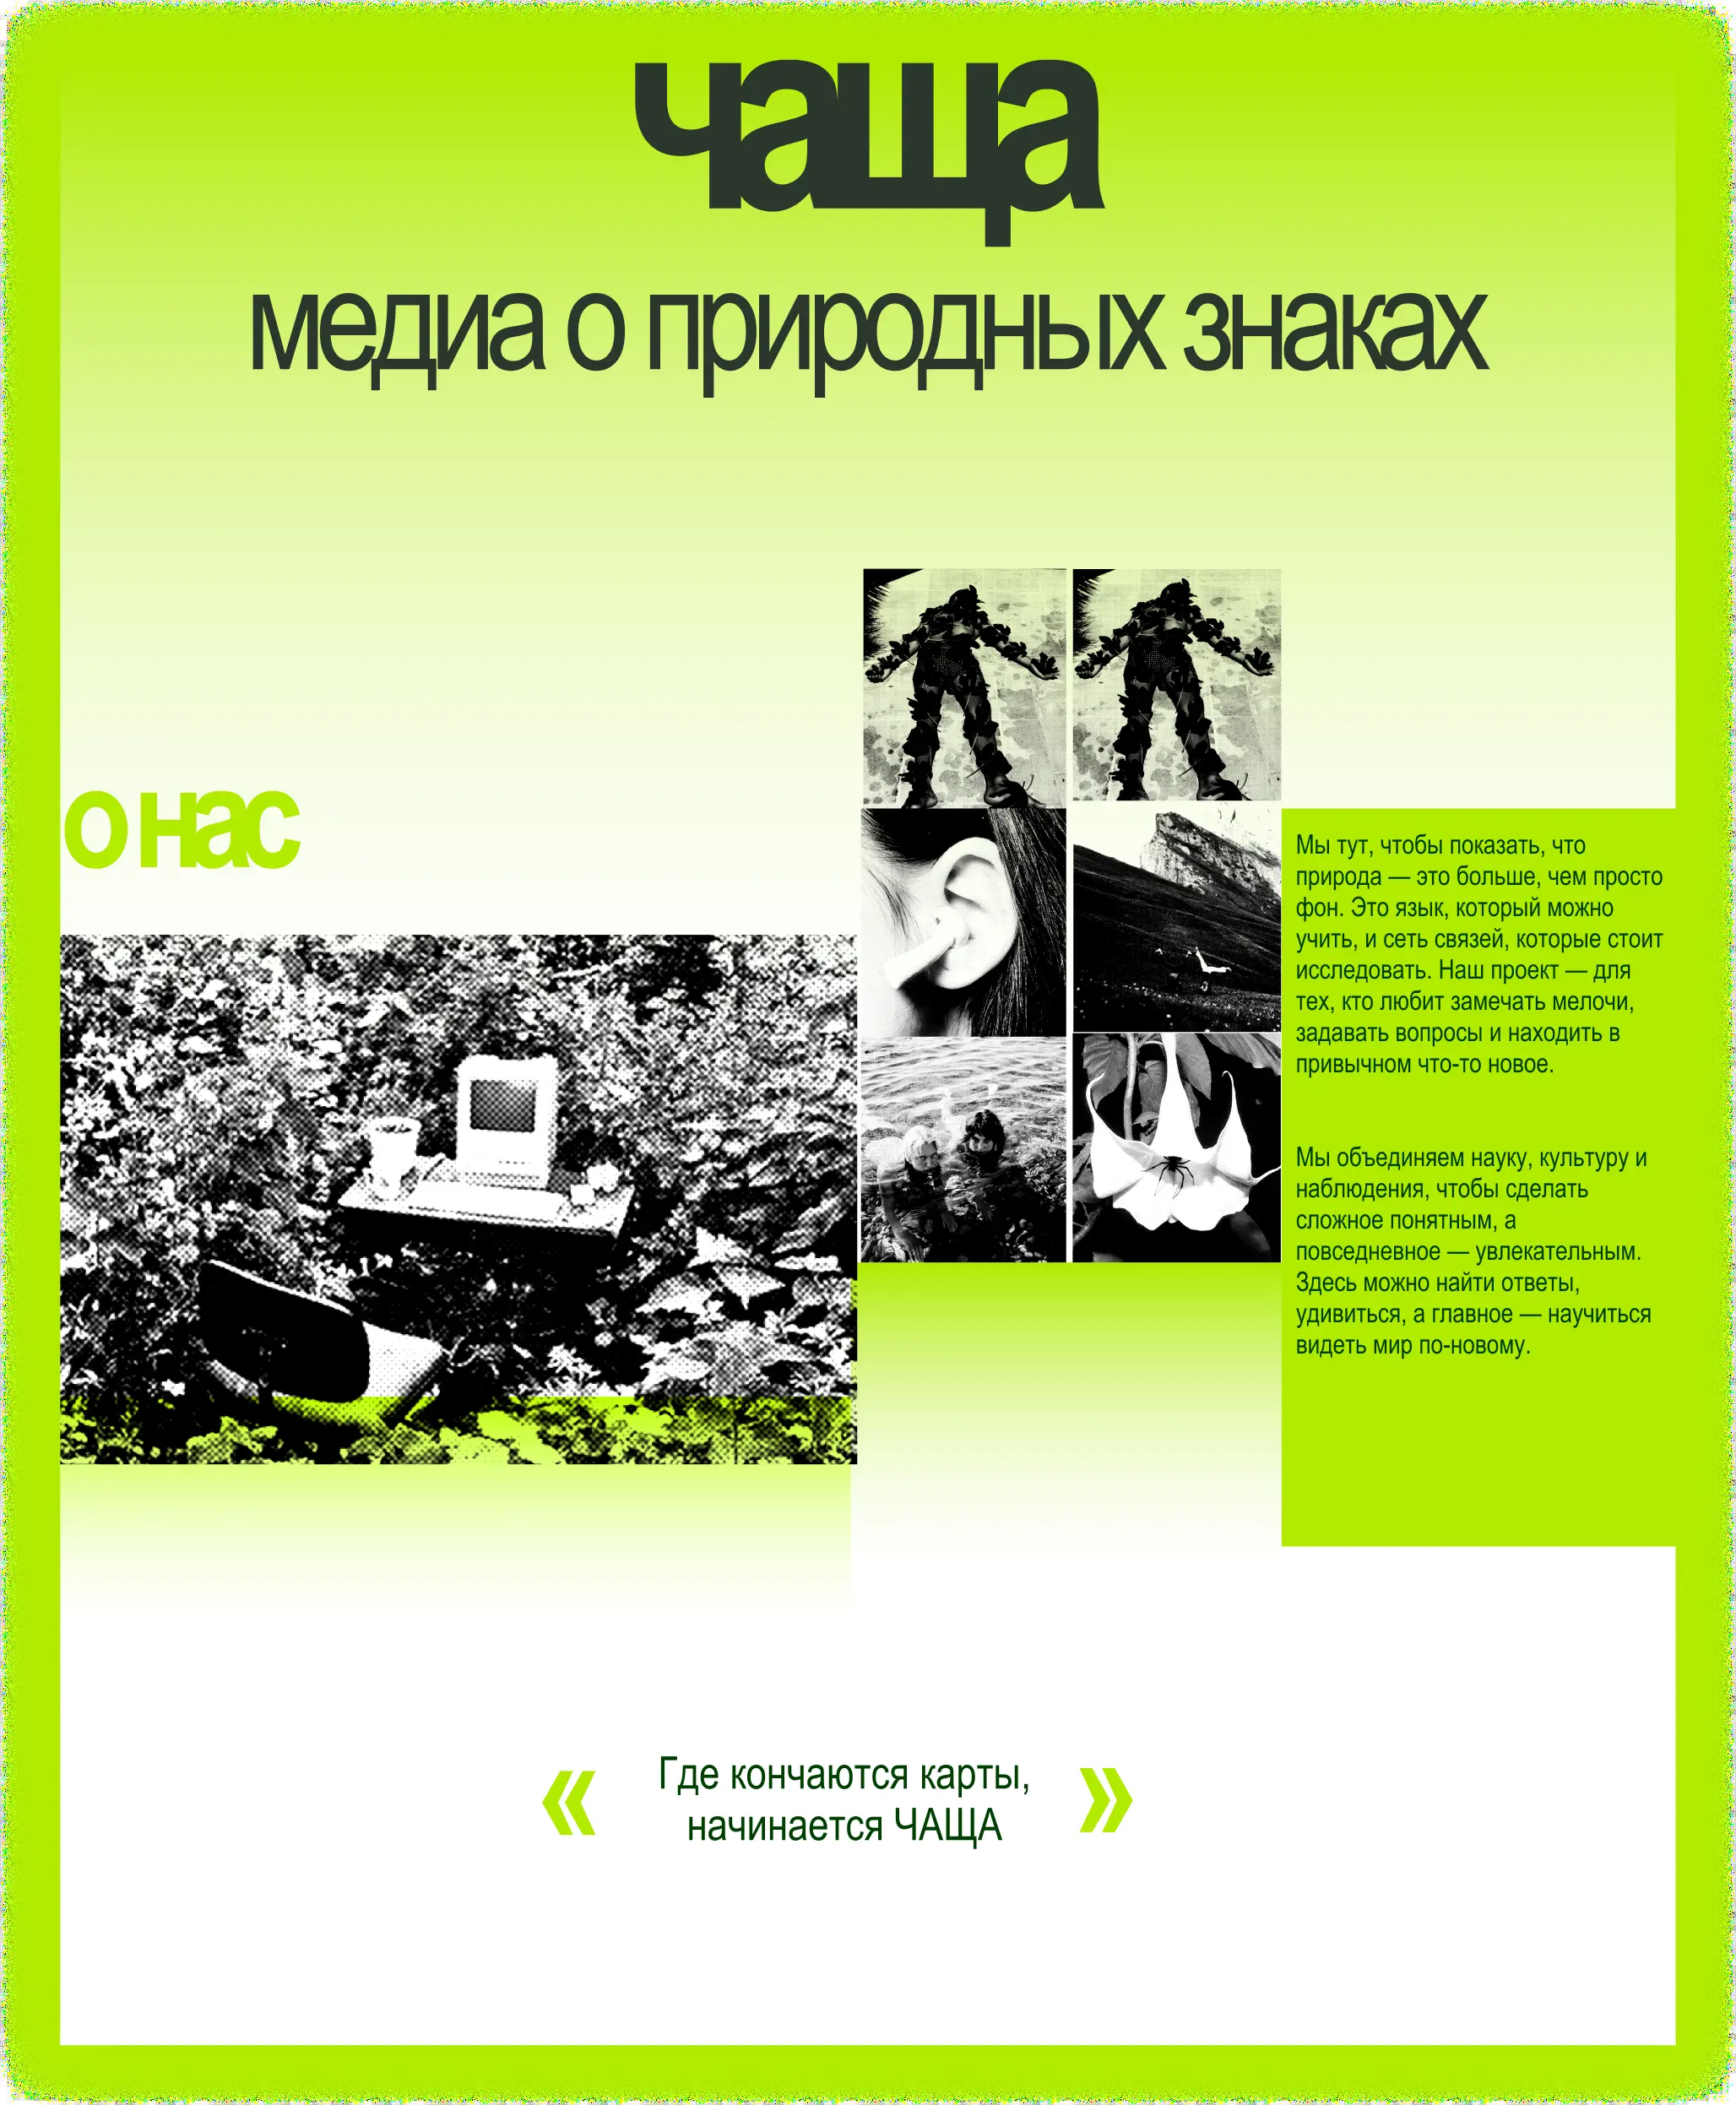 чаща
медиа о природных знаках
о нас
Мы тут, чтобы показать, что
природа — это больше, чем просто
фон. Это язык, который можно
учить, и сеть связей, которые стоит
исследовать. Наш проект — для
тех, кто любит замечать мелочи,
задавать вопросы и находить в
привычном что-то новое.
Мы объединяем науку, культуру и
наблюдения, чтобы сделать
сложное понятным, а
повседневное — увлекательным.
Здесь можно найти ответы,
удивиться, а главное — научиться
видеть мир по-новому.
« Где кончаются карты, »
начинается ЧАЩА